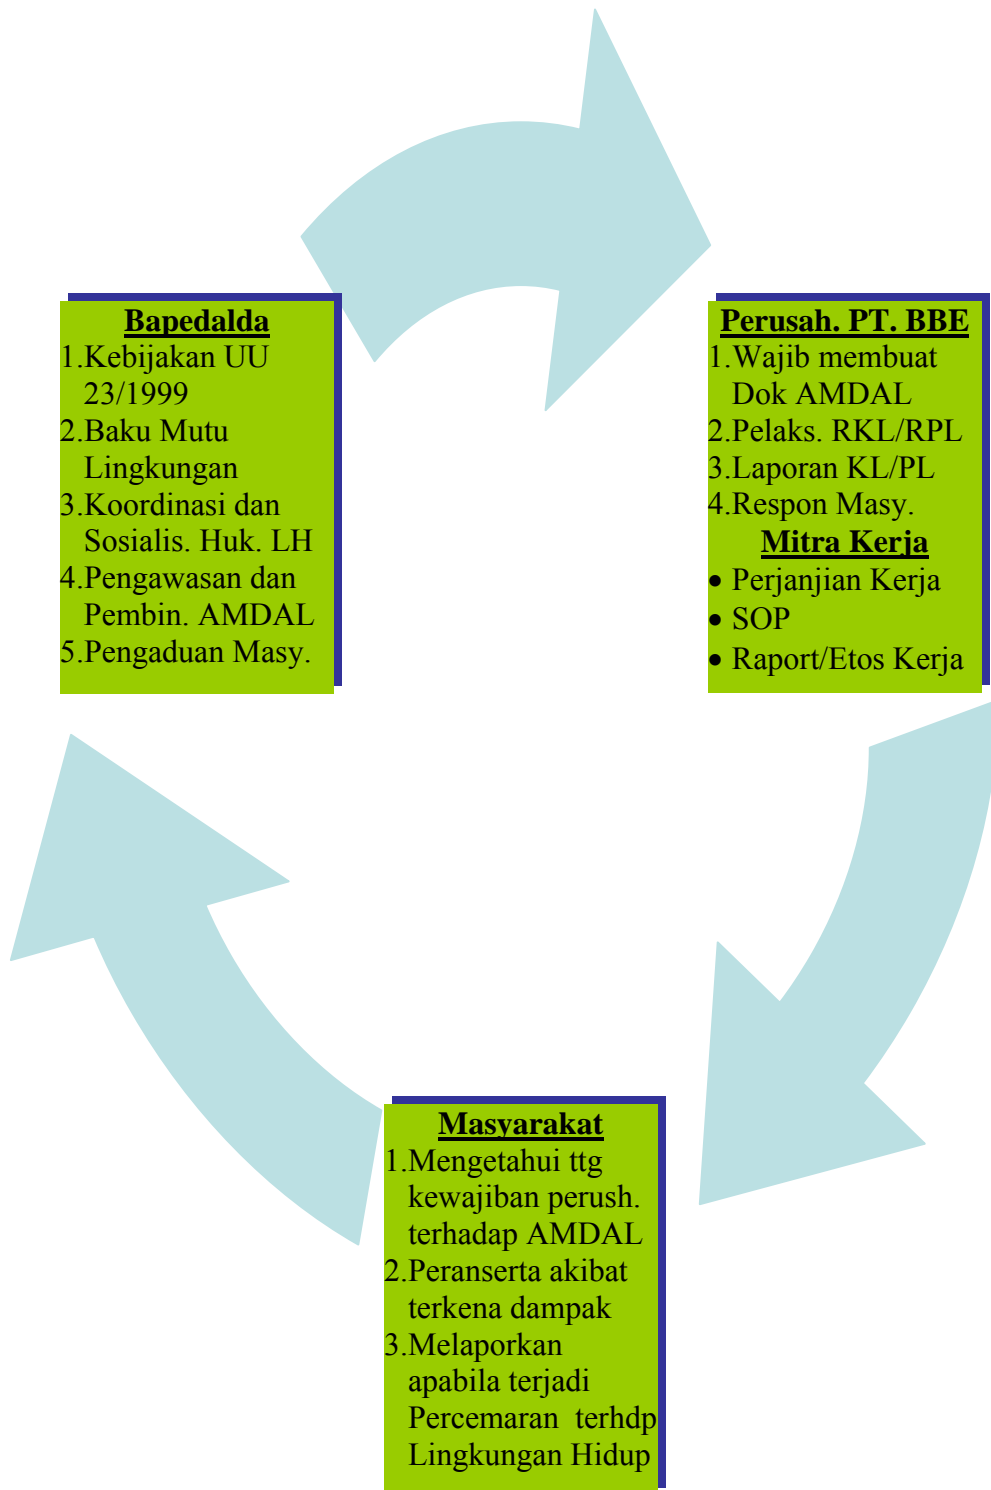 Bapedalda
1.Kebijakan UU
23/1999
2.Baku Mutu
Lingkungan
3.Koordinasi dan
Sosialis. Huk. LH
4.Pengawasan dan
Pembin. AMDAL
5.Pengaduan Masy.
Perusah. PT. BBE
1.Wajib membuat
Dok AMDAL
2.Pelaks. RKL/RPL
3.Laporan KL/PL
4.Respon Masy.
Mitra Kerja
• Perjanjian Kerja
• SOP
• Raport/Etos Kerja
Masyarakat
1.Mengetahui ttg
kewajiban perush.
terhadap AMDAL
2.Peranserta akibat
terkena dampak
3.Melaporkan
apabila terjadi
Percemaran terhdp
Lingkungan Hidup